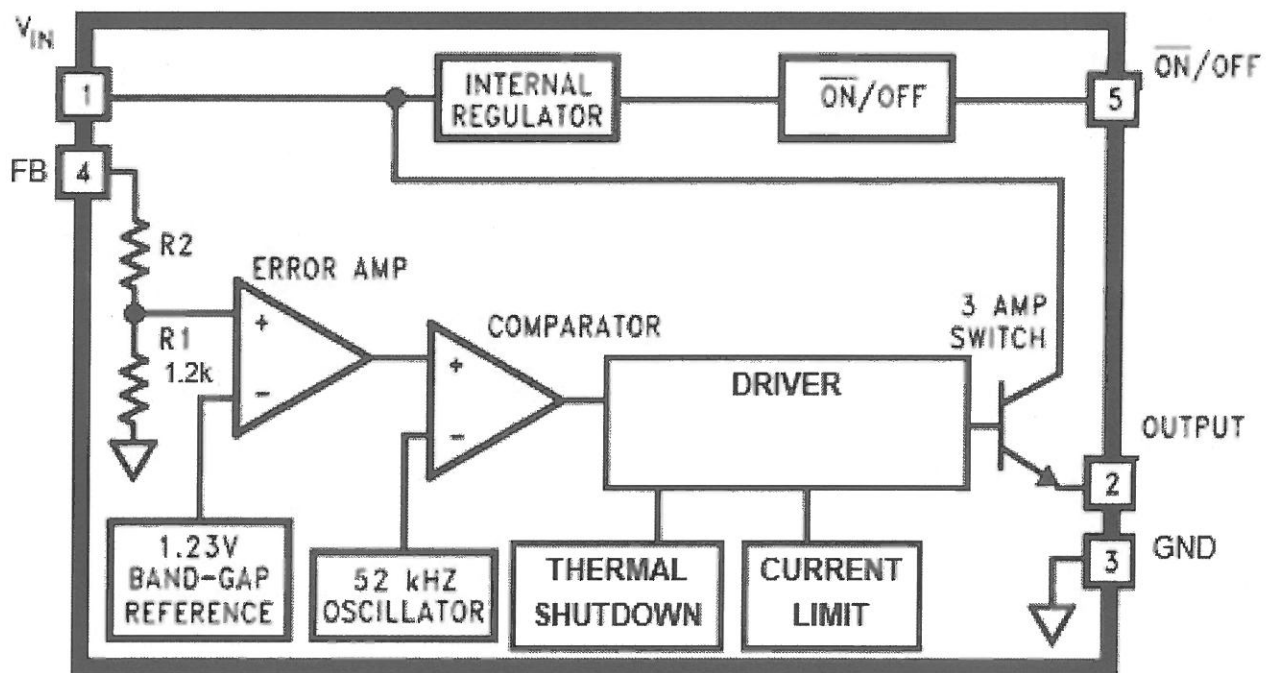 VIN
1
INTERNAL
REGULATOR
ON/OFF
5
ON/OFF
FB
4
R2
ERROR AMP
+
-
R1
1.2k
COMPARATOR
+
-
DRIVER
3 AMP
SWITCH
OUTPUT
2
1.23V
BAND-GAP
REFERENCE
52 kHZ
OSCILLATOR
THERMAL
SHUTDOWN
CURRENT
LIMIT
3
GND